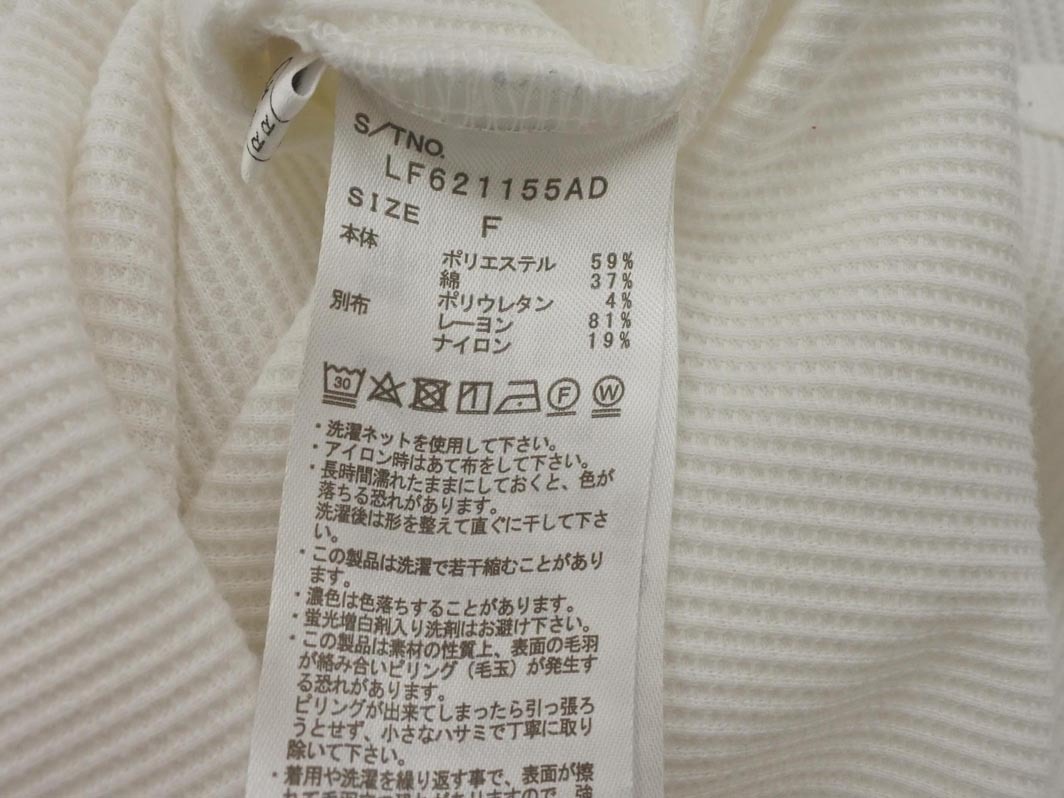 S/TNO.
LF621155AD
SIZE F
本体
ポリエステル 59%
綿 37%
別布 ポリウレタン 4%
レーヨン 81%
ナイロン 19%
30 1 F W
・洗濯ネットを使用して下さい。
・アイロン時はあて布をして下さい。
・長時間濡れたままにしておくと、色が
落ちる恐れがあります。
洗濯後は形を整えて直ぐに干して下さ
い。
・この製品は洗濯で若干縮むことがあり
ます。
・濃色は色落ちすることがあります。
・蛍光増白剤入り洗剤はお避け下さい。
・この製品は素材の性質上、表面の毛羽
が絡み合いピリング（毛玉）が発生す
る恐れがあります。
ピリングが出来てしまったら引っ張ろ
うとせず、小さなハサミで丁寧に取り
除いて下さい。
・着用や洗濯を繰り返す事で、表面が擦